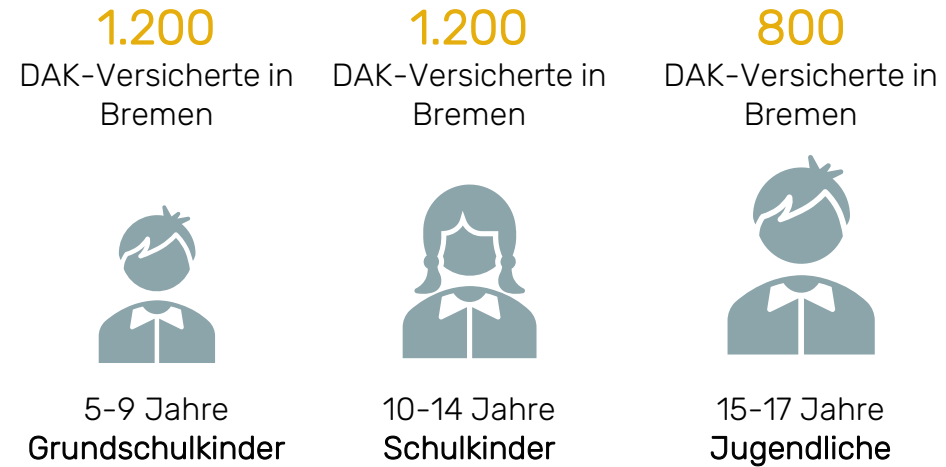 1.200
DAK-Versicherte in
Bremen
5-9 Jahre
Grundschulkinder
1.200
DAK-Versicherte in
Bremen
10-14 Jahre
Schulkinder
800
DAK-Versicherte in
Bremen
15-17 Jahre
Jugendliche